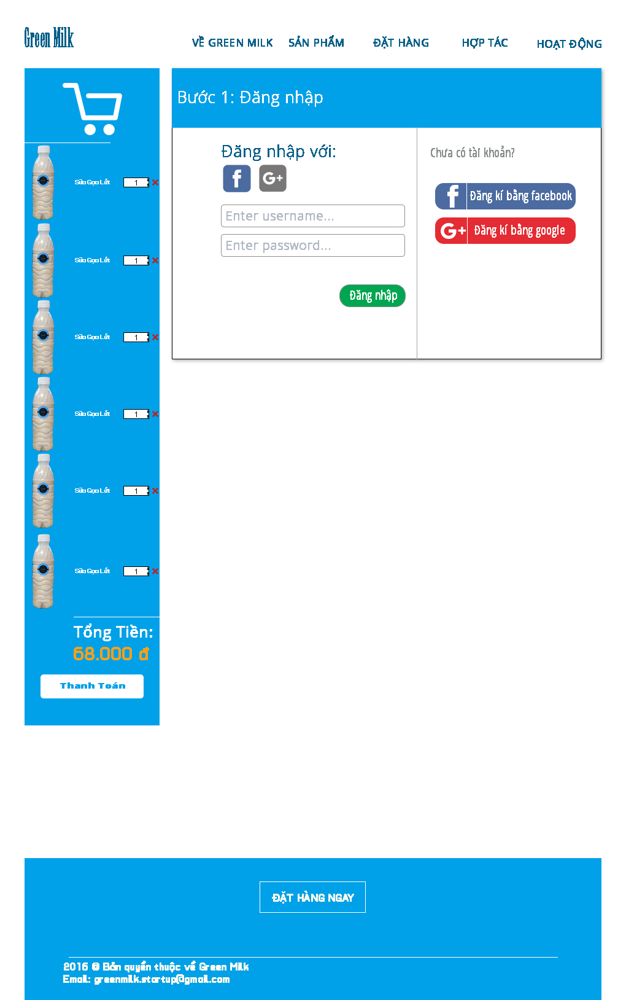 Green Milk
VỀ GREEN MILK
SẢN PHẨM
ĐẶT HÀNG
HỢP TÁC
HOẠT ĐỘNG
Bước 1: Đăng nhập
Đăng nhập với:
Enter username...
Enter password...
Đăng nhập
Chưa có tài khoản?
Đăng kí bằng facebook
G+ Đăng kí bằng google
Sữa Gạo Lứt 1
Sữa Gạo Lứt 1
Sữa Gạo Lứt 1
Sữa Gạo Lứt 1
Sữa Gạo Lứt 1
Sữa Gạo Lứt 1
Tổng Tiền:
68.000 đ
Thanh Toán
ĐẶT HÀNG NGAY
2016 @ Bản quyền thuộc về Green Milk
Email: greenmilk.startup@gmail.com